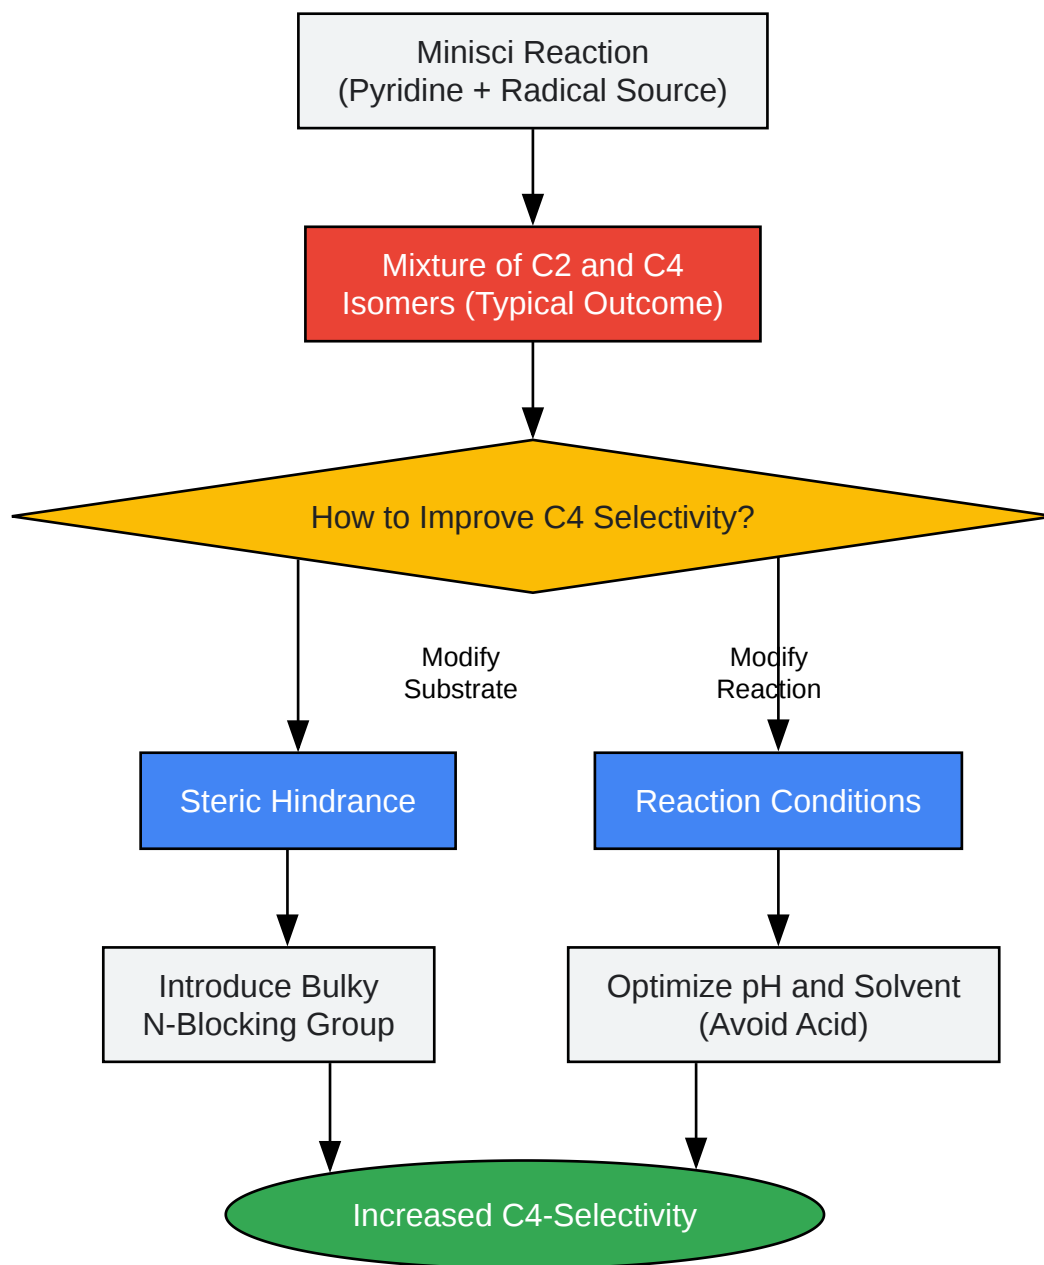 Minisci Reaction
(Pyridine + Radical Source)
Mixture of C2 and C4
Isomers (Typical Outcome)
How to Improve C4 Selectivity?
Modify
Substrate
Modify
Reaction
Steric Hindrance
Reaction Conditions
Introduce Bulky
N-Blocking Group
Optimize pH and Solvent
(Avoid Acid)
Increased C4-Selectivity